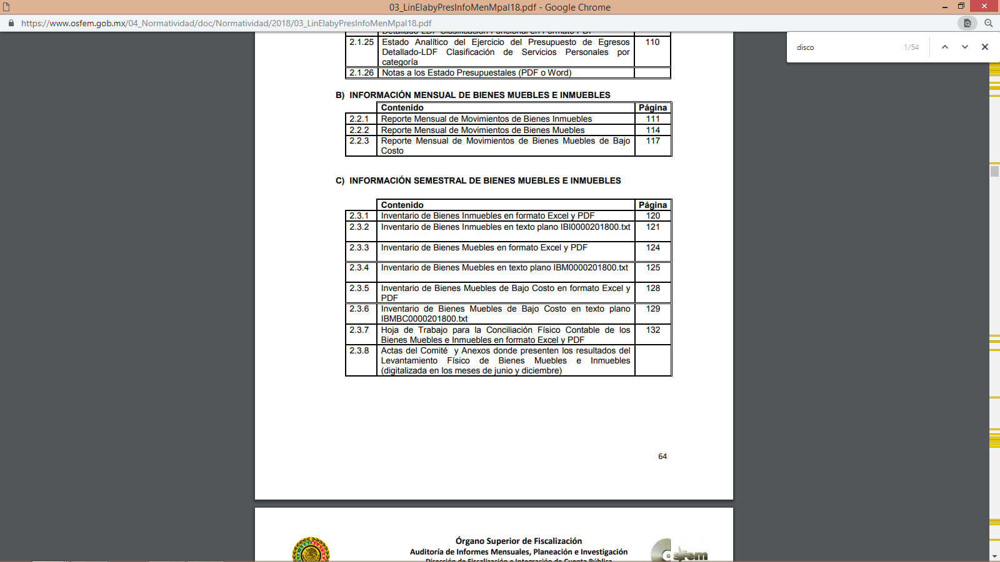 03_LinElabyPresInfoMenMpal18.pdf - Google Chrome
https://www.osfem.gob.mx/04_Normatividad/doc/Normatividad/2018/03_LinElabyPresInfoMenMpal18.pdf
disco 1/54
Detallado-LDF Clasificación Funcional en Formato PDF
2.1.25 Estado Analítico del Ejercicio del Presupuesto de Egresos 110
Detallado-LDF Clasificación de Servicios Personales por
categoría
2.1.26 Notas a los Estado Presupuestales (PDF o Word)
B) INFORMACIÓN MENSUAL DE BIENES MUEBLES E INMUEBLES
Contenido Página
2.2.1 Reporte Mensual de Movimientos de Bienes Inmuebles 111
2.2.2 Reporte Mensual de Movimientos de Bienes Muebles 114
2.2.3 Reporte Mensual de Movimientos de Bienes Muebles de Bajo 117
Costo
C) INFORMACIÓN SEMESTRAL DE BIENES MUEBLES E INMUEBLES
Contenido Página
2.3.1 Inventario de Bienes Inmuebles en formato Excel y PDF 120
2.3.2 Inventario de Bienes Inmuebles en texto plano IBI0000201800.txt 121
2.3.3 Inventario de Bienes Muebles en formato Excel y PDF 124
2.3.4 Inventario de Bienes Muebles en texto plano IBM0000201800.txt 125
2.3.5 Inventario de Bienes Muebles de Bajo Costo en formato Excel y 128
PDF
2.3.6 Inventario de Bienes Muebles de Bajo Costo en texto plano 129
IBMBC0000201800.txt
2.3.7 Hoja de Trabajo para la Conciliación Físico Contable de los 132
Bienes Muebles e Inmuebles en formato Excel y PDF
2.3.8 Actas del Comité y Anexos donde presenten los resultados del
Levantamiento Físico de Bienes Muebles e Inmuebles
(digitalizada en los meses de junio y diciembre)
64
Órgano Superior de Fiscalización
Auditoría de Informes Mensuales, Planeación e Investigación
Dirección de Fiscalización e Integración de Cuenta Pública
osfem